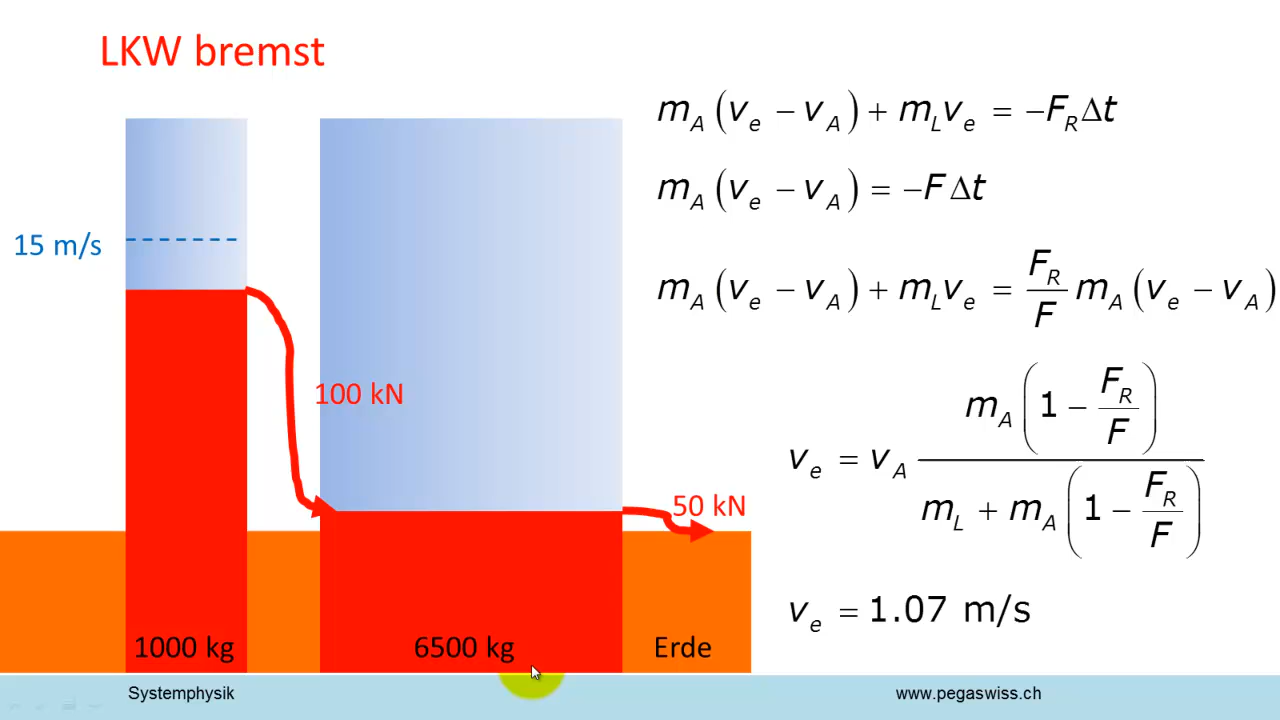 LKW bremst
15 m/s
100 kN
50 kN
1000 kg
6500 kg
Erde
m_A (v_e − v_A) + m_L v_e = −F_R Δt
m_A (v_e − v_A) = −F Δt
m_A (v_e − v_A) + m_L v_e = F_R / F m_A (v_e − v_A)
v_e = v_A m_A (1 − F_R / F) / m_L + m_A (1 − F_R / F)
v_e = 1.07 m/s
Systemphysik
www.pegaswiss.ch